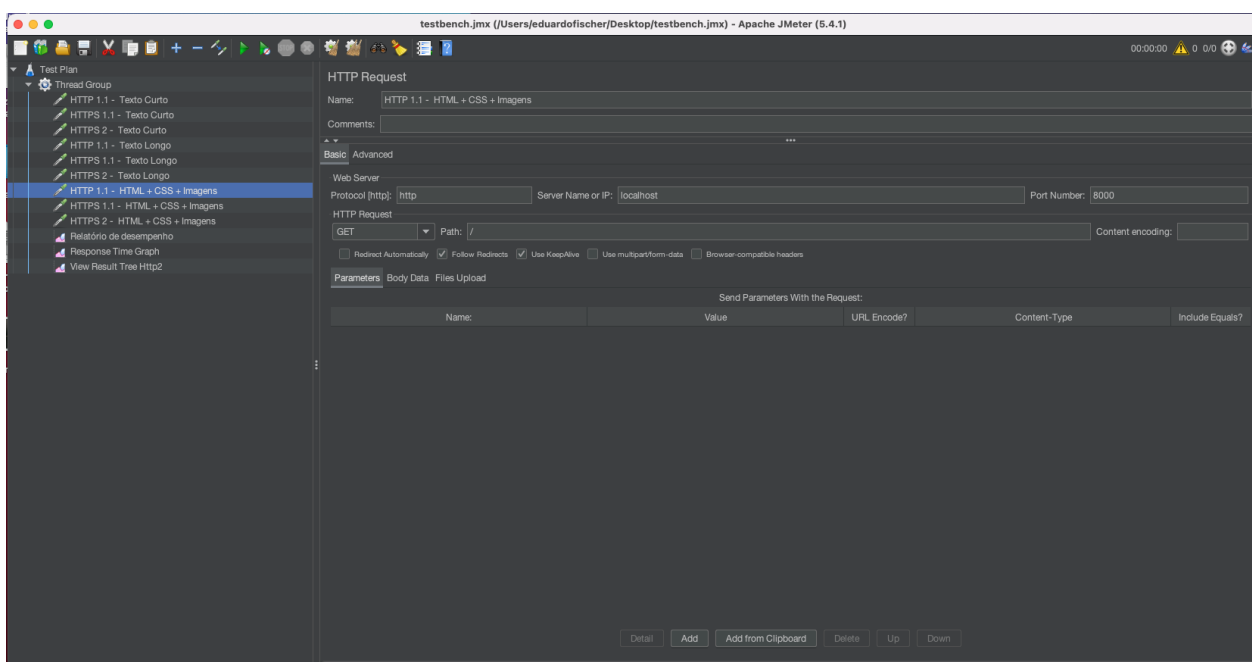 testbench.jmx (/Users/eduardofischer/Desktop/testbench.jmx) - Apache JMeter (5.4.1)
00:00:00 0 0/0
Test Plan
Thread Group
HTTP 1.1 - Texto Curto
HTTPS 1.1 - Texto Curto
HTTPS 2 - Texto Curto
HTTP 1.1 - Texto Longo
HTTPS 1.1 - Texto Longo
HTTPS 2 - Texto Longo
HTTP 1.1 - HTML + CSS + Imagens
HTTPS 1.1 - HTML + CSS + Imagens
HTTPS 2 - HTML + CSS + Imagens
Relatório de desempenho
Response Time Graph
View Result Tree Http2
HTTP Request
Name: HTTP 1.1 - HTML + CSS + Imagens
Comments:
Basic Advanced
Web Server
Protocol [http]: http Server Name or IP: localhost Port Number: 8000
HTTP Request
GET Path: / Content encoding:
Redirect Automatically Follow Redirects Use KeepAlive Use multipart/form-data Browser-compatible headers
Parameters Body Data Files Upload
Send Parameters With the Request:
Name: Value URL Encode? Content-Type Include Equals?
Detail Add Add from Clipboard Delete Up Down